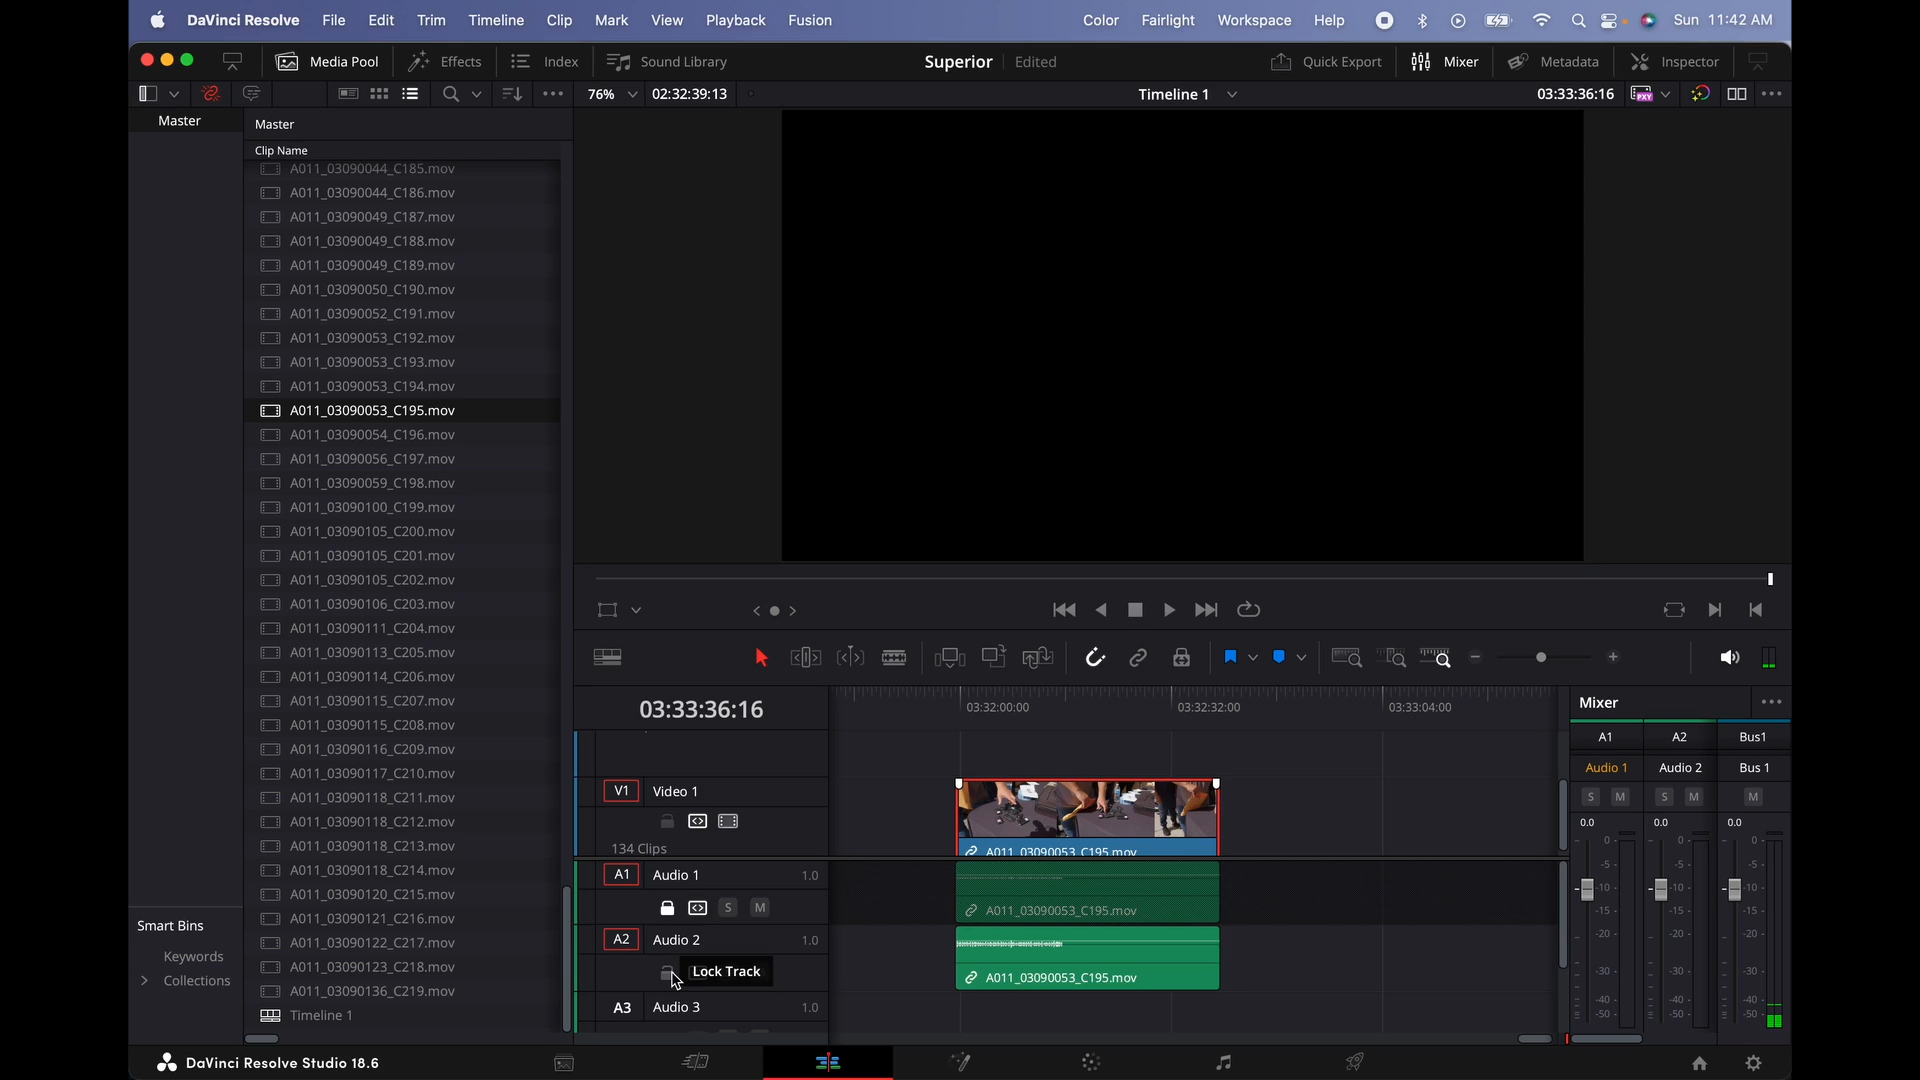 DaVinci Resolve File Edit Trim Timeline Clip Mark View Playback Fusion Color Fairlight Workspace Help Sun 11:42 AM
Media Pool Effects Index Sound Library Superior Edited Quick Export Mixer Metadata Inspector
76% 02:32:39:13 Timeline 1 03:33:36:16 PXY
Master
Master
Clip Name
A011_03090044_C185.mov
A011_03090044_C186.mov
A011_03090049_C187.mov
A011_03090049_C188.mov
A011_03090049_C189.mov
A011_03090050_C190.mov
A011_03090052_C191.mov
A011_03090053_C192.mov
A011_03090053_C193.mov
A011_03090053_C194.mov
A011_03090053_C195.mov
A011_03090054_C196.mov
A011_03090056_C197.mov
A011_03090059_C198.mov
A011_03090100_C199.mov
A011_03090105_C200.mov
A011_03090105_C201.mov
A011_03090105_C202.mov
A011_03090106_C203.mov
A011_03090111_C204.mov
A011_03090113_C205.mov
A011_03090114_C206.mov
A011_03090115_C207.mov
A011_03090115_C208.mov
A011_03090116_C209.mov
A011_03090117_C210.mov
A011_03090118_C211.mov
A011_03090118_C212.mov
A011_03090118_C213.mov
A011_03090118_C214.mov
A011_03090120_C215.mov
A011_03090121_C216.mov
A011_03090122_C217.mov
A011_03090123_C218.mov
A011_03090136_C219.mov
Timeline 1
Smart Bins
Keywords
Collections
03:33:36:16
03:32:00:00 03:32:32:00 03:33:04:00
V1 Video 1
134 Clips
A011_03090053_C195.mov
A1 Audio 1 1.0
S M
A011_03090053_C195.mov
A2 Audio 2 1.0
Lock Track
A011_03090053_C195.mov
A3 Audio 3 1.0
Mixer
A1 A2 Bus1
Audio 1 Audio 2 Bus 1
S M S M M
0.0 0.0 0.0
0- 0- 0-
-5- -5- -5-
-10- -10- -10-
-15- -15- -15-
-20- -20- -20-
-30- -30- -30-
-40- -40- -40-
-50- -50- -50-
DaVinci Resolve Studio 18.6